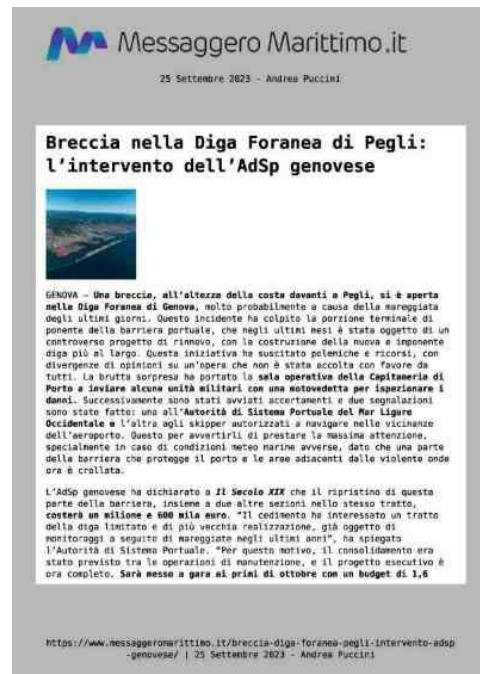 Messaggero Marittimo.it
25 Settembre 2023 - Andrea Puccini
Breccia nella Diga Foranea di Pegli:
l'intervento dell'AdSp genovese
GENOVA – Una breccia, all'altezza della costa davanti a Pegli, si è aperta
nella Diga Foranea di Genova, molto probabilmente a causa della mareggiata
degli ultimi giorni. Questo incidente ha colpito la porzione terminale di
ponente della barriera portuale, che negli ultimi mesi è stata oggetto di un
controverso progetto di rinnovo, con la costruzione della nuova e imponente
diga più al largo. Questa iniziativa ha suscitato polemiche e ricorsi, con
divergenze di opinioni su un'opera che non è stata accolta con favore da
tutti. La brutta sorpresa ha portato la sala operativa della Capitaneria di
Porto a inviare alcune unità militari con una motovedetta per ispezionare i
danni. Successivamente sono stati avviati accertamenti e due segnalazioni
sono state fatte: una all'Autorità di Sistema Portuale del Mar Ligure
Occidentale e l'altra agli skipper autorizzati a navigare nelle vicinanze
dell'aeroporto. Questo per avvertirli di prestare la massima attenzione,
specialmente in caso di condizioni meteo marine avverse, dato che una parte
della barriera che protegge il porto e le aree adiacenti dalle violente onde
ora è crollata.
L'AdSp genovese ha dichiarato a Il Secolo XIX che il ripristino di questa
parte della barriera, insieme a due altre sezioni nello stesso tratto,
costerà un milione e 600 mila euro. "Il cedimento ha interessato un tratto
della diga limitato e di più vecchia realizzazione, già oggetto di
monitoraggi a seguito di mareggiate negli ultimi anni", ha spiegato
l'Autorità di Sistema Portuale. "Per questo motivo, il consolidamento era
stato previsto tra le operazioni di manutenzione, e il progetto esecutivo è
ora completo. Sarà messo a gara ai primi di ottobre con un budget di 1,6
https://www.messaggeromarittimo.it/breccia-diga-foranea-pegli-intervento-adsp
-genovese/ | 25 Settembre 2023 - Andrea Puccini